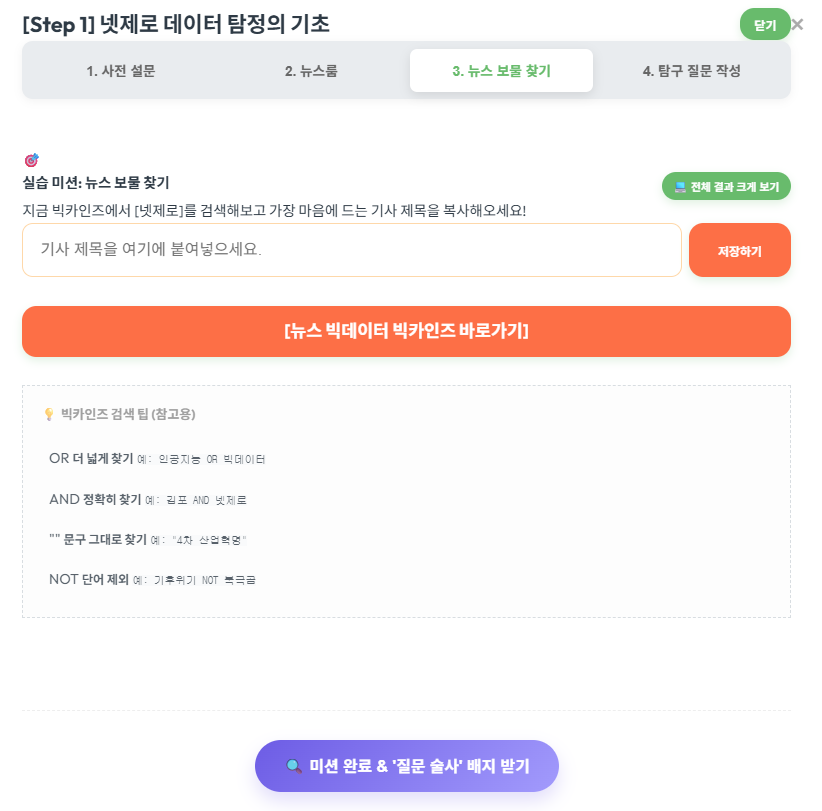 [Step 1] 넷제로 데이터 탐정의 기초
닫기 ×
1. 사전 설문
2. 뉴스룸
3. 뉴스 보물 찾기
4. 탐구 질문 작성
실습 미션: 뉴스 보물 찾기
전체 결과 크게 보기
지금 빅카인즈에서 [넷제로]를 검색해보고 가장 마음에 드는 기사 제목을 복사해오세요!
기사 제목을 여기에 붙여넣으세요.
저장하기
[뉴스 빅데이터 빅카인즈 바로가기]
빅카인즈 검색 팁 (참고용)
OR 더 넓게 찾기 예: 인공지능 OR 빅데이터
AND 정확히 찾기 예: 김포 AND 넷제로
"" 문구 그대로 찾기 예: "4차 산업혁명"
NOT 단어 제외 예: 기후위기 NOT 북극곰
미션 완료 & '질문 술사' 배지 받기